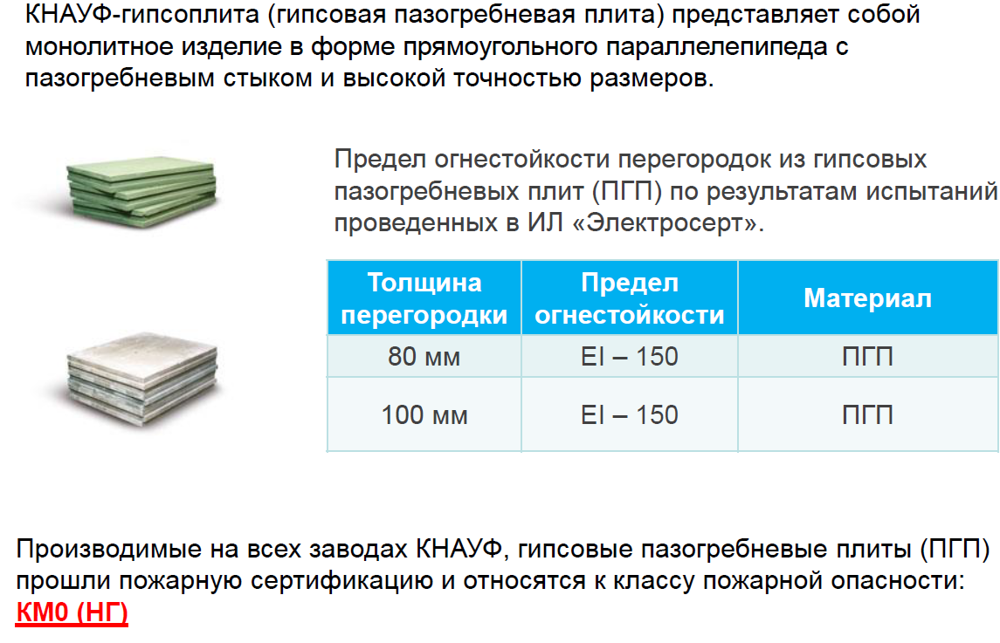 КНАУФ-гипсоплита (гипсовая пазогребневая плита) представляет собой
монолитное изделие в форме прямоугольного параллелепипеда с
пазогребневым стыком и высокой точностью размеров.
Предел огнестойкости перегородок из гипсовых
пазогребневых плит (ПГП) по результатам испытаний
проведенных в ИЛ «Электросерт».
Толщина перегородки Предел огнестойкости Материал
80 мм EI – 150 ПГП
100 мм EI – 150 ПГП
Производимые на всех заводах КНАУФ, гипсовые пазогребневые плиты (ПГП)
прошли пожарную сертификацию и относятся к классу пожарной опасности:
КМ0 (НГ)